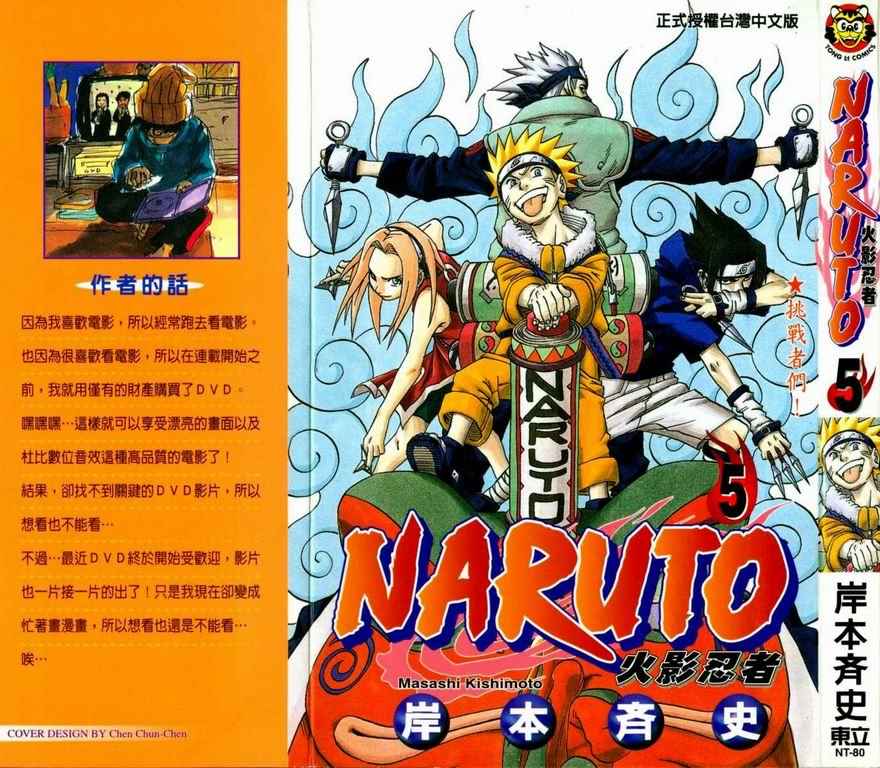 DVD
作者的話
因為我喜歡電影，所以經常跑去看電影。
也因為很喜歡看電影，所以在連載開始之
前，我就用僅有的財產購買了DVD。
嘿嘿嘿…這樣就可以享受漂亮的畫面以及
杜比數位音效這種高品質的電影了！
結果，卻找不到關鍵的DVD影片，所以
想看也不能看…
不過…最近DVD終於開始受歡迎，影片
也一片接一片的出了！只是我現在卻變成
忙著畫漫畫，所以想看也還是不能看…
唉…
COVER DESIGN BY Chen Chun-Chen
正式授權台灣中文版
★挑戰者們！
NARUTO
5
NARUTO
火影忍者
Masashi Kishimoto
岸本斉史
TONG LI COMICS
NARUTO
火影忍者
5
岸本斉史
東立
NT-80